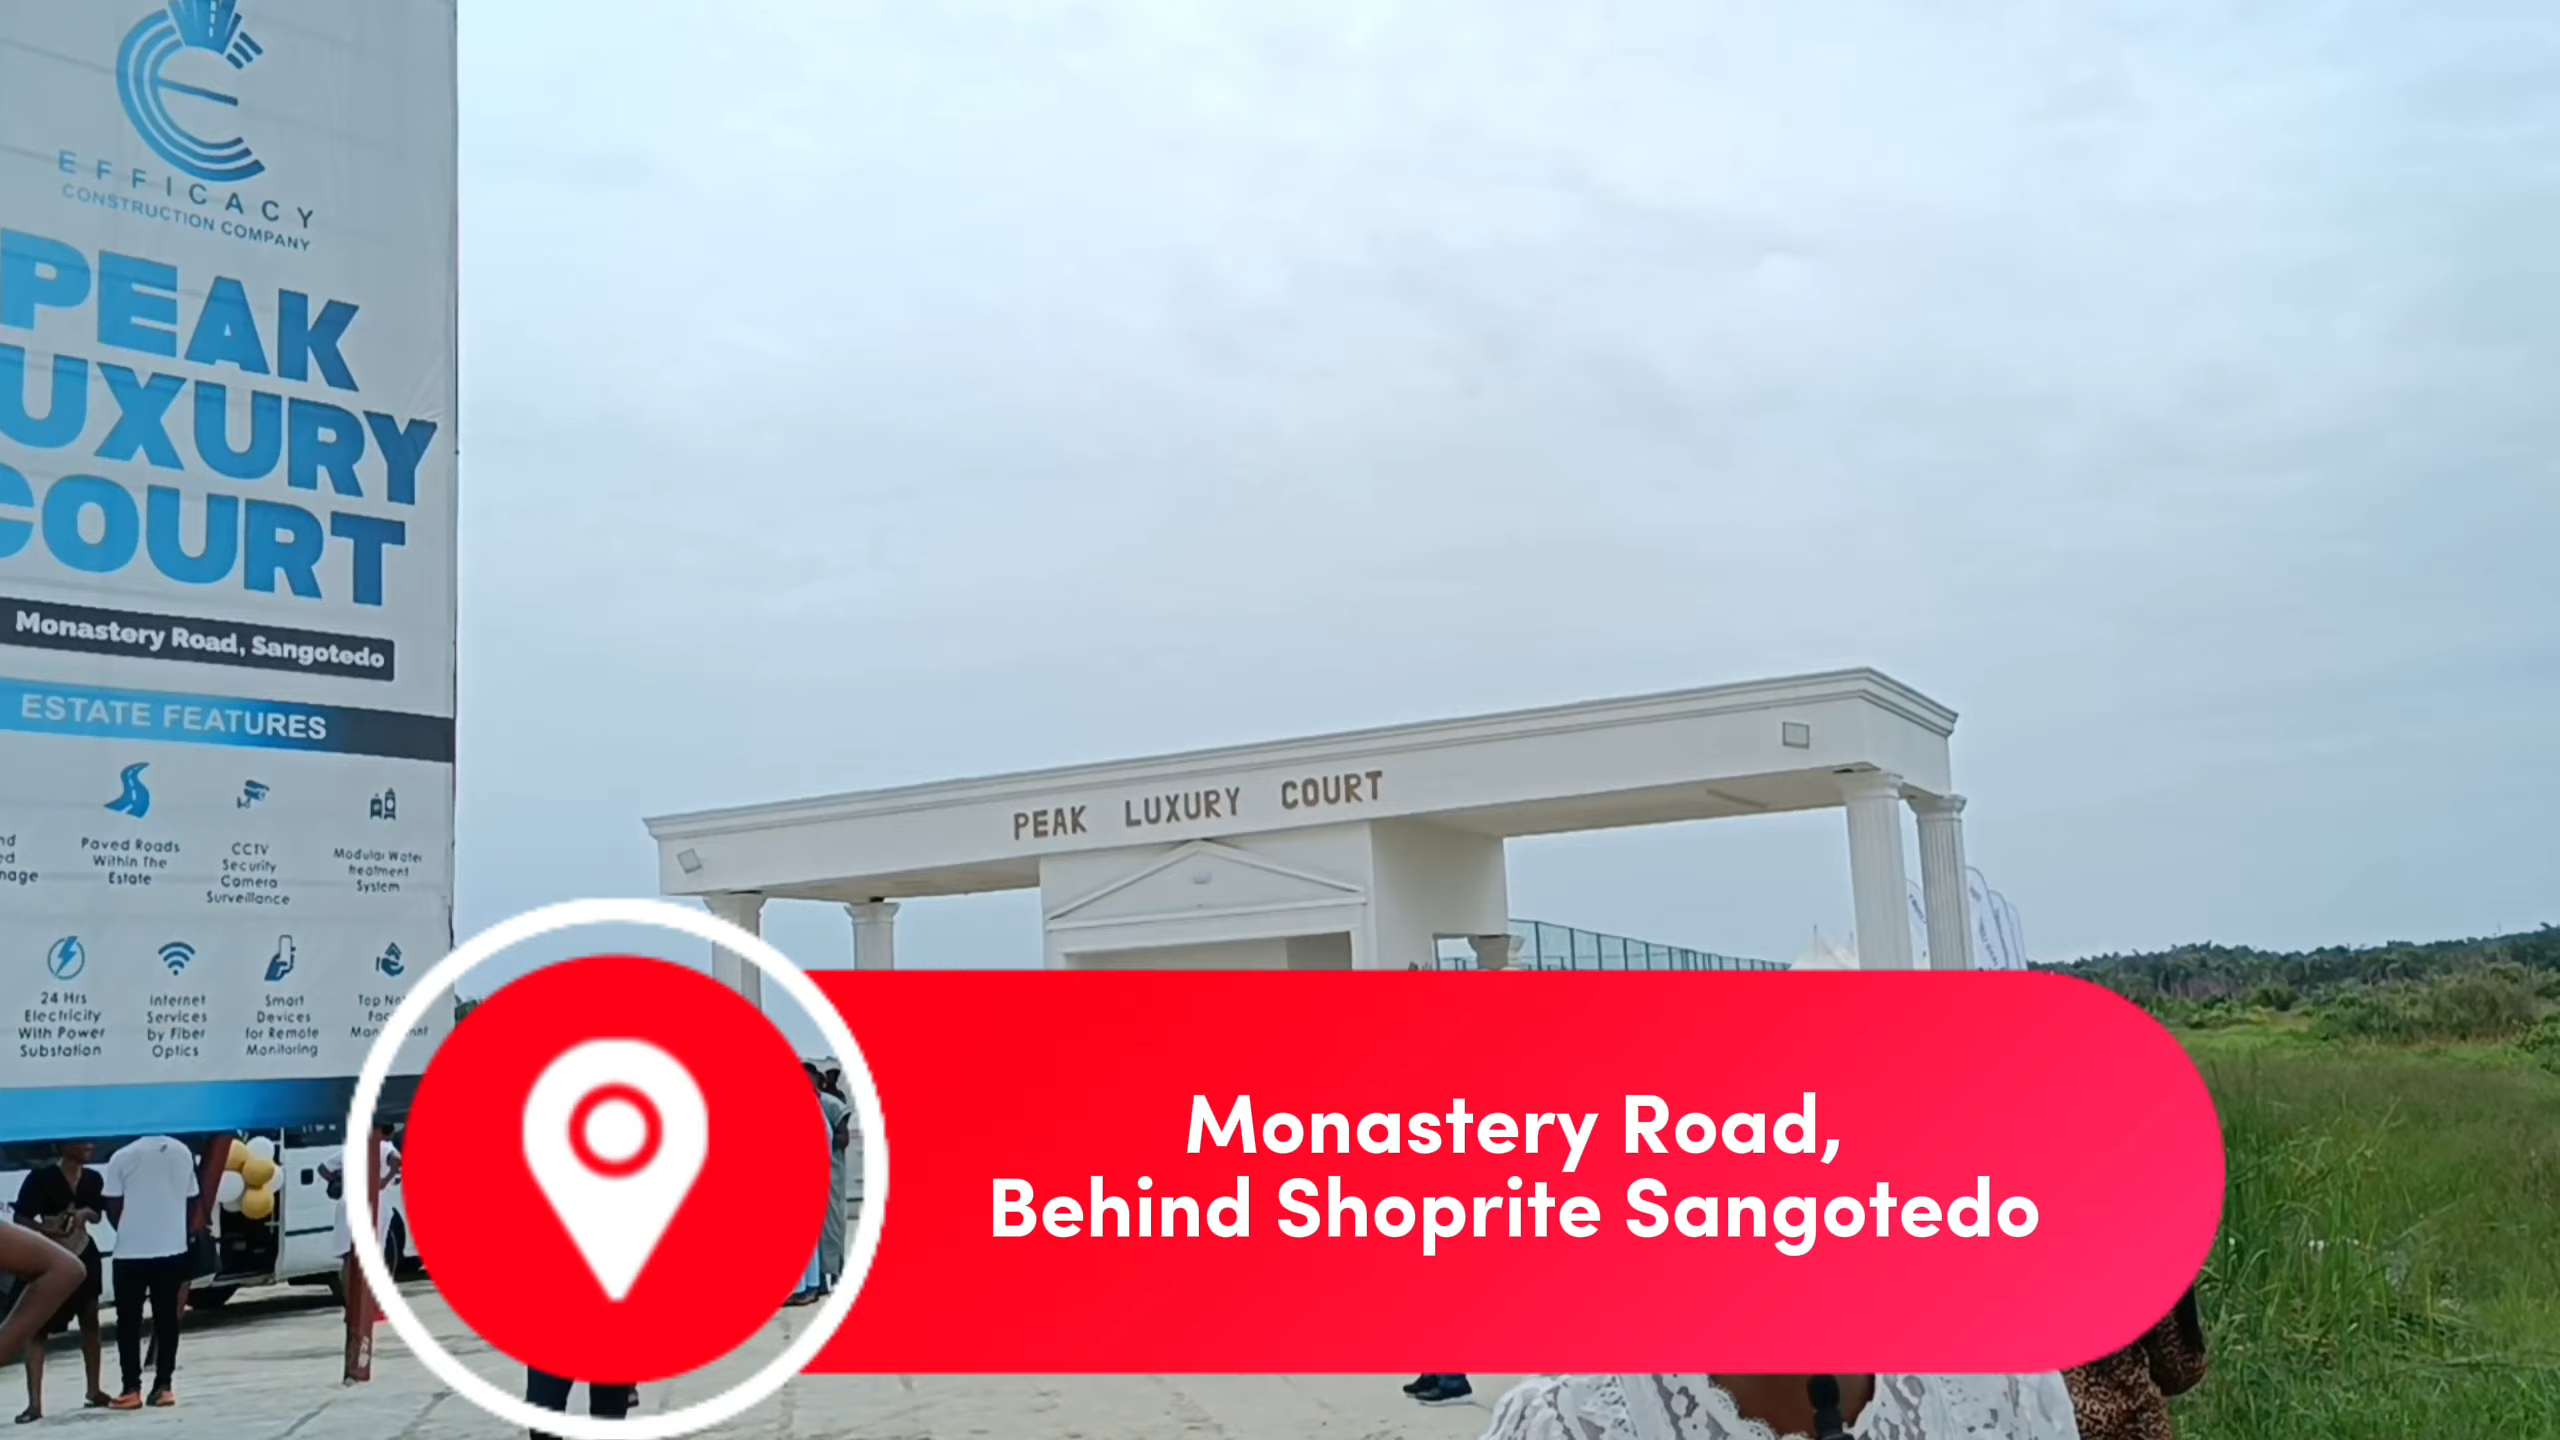 EFFICACY
CONSTRUCTION COMPANY
PEAK
UXURY
COURT
Monastery Road, Sangotedo
ESTATE FEATURES
Paved Roads
Within The
Estate
CCTV
Security
Camera
Surveillance
Modular Water
Treatment
System
24 Hrs
Electricity
With Power
Substation
Internet
Services
by Fiber
Optics
Smart
Devices
for Remote
Monitoring
Top
PEAK LUXURY COURT
Monastery Road,
Behind Shoprite Sangotedo